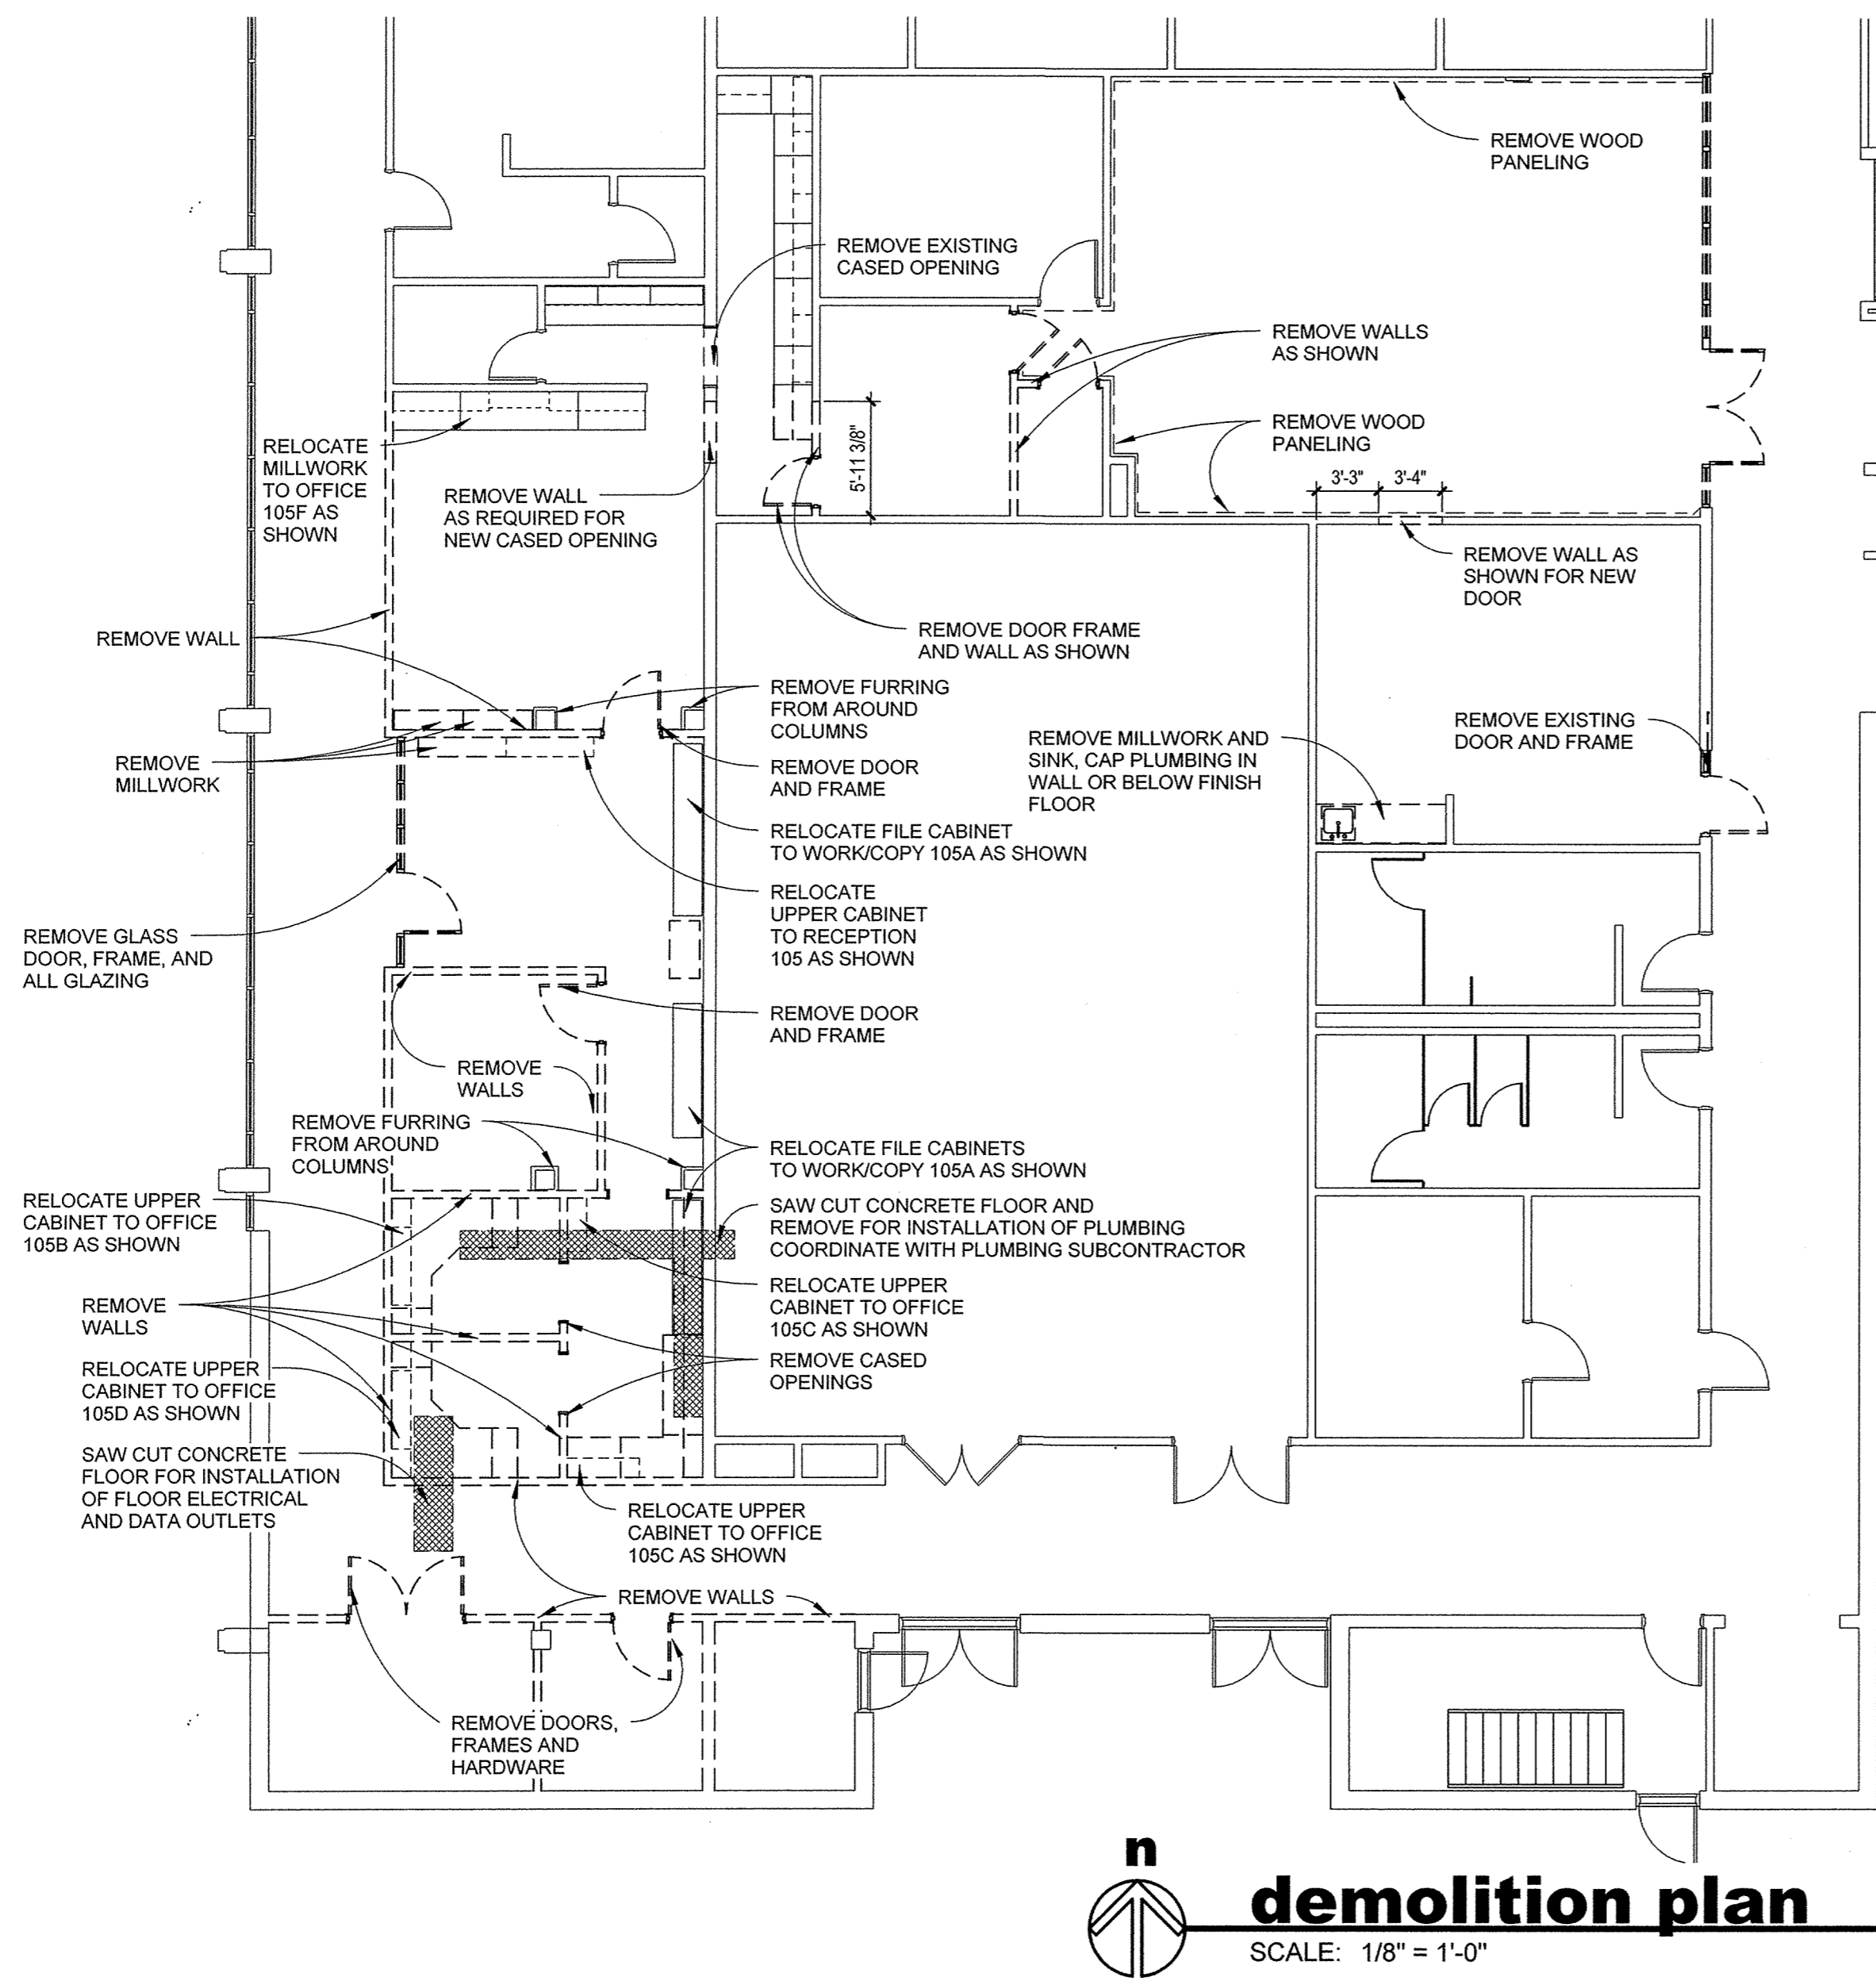 REMOVE WOOD
PANELING
REMOVE EXISTING
CASED OPENING
REMOVE WALLS
AS SHOWN
REMOVE WOOD
PANELING
RELOCATE
MILLWORK
TO OFFICE
105F AS
SHOWN
REMOVE WALL
AS REQUIRED FOR
NEW CASED OPENING
5'-11 3/8"
3'-3"
3'-4"
REMOVE WALL AS
SHOWN FOR NEW
DOOR
REMOVE WALL
REMOVE DOOR FRAME
AND WALL AS SHOWN
REMOVE FURRING
FROM AROUND
COLUMNS
REMOVE EXISTING
DOOR AND FRAME
REMOVE MILLWORK AND
SINK, CAP PLUMBING IN
WALL OR BELOW FINISH
FLOOR
REMOVE
MILLWORK
REMOVE DOOR
AND FRAME
RELOCATE FILE CABINET
TO WORK/COPY 105A AS SHOWN
RELOCATE
UPPER CABINET
TO RECEPTION
105 AS SHOWN
REMOVE GLASS
DOOR, FRAME, AND
ALL GLAZING
REMOVE DOOR
AND FRAME
REMOVE
WALLS
REMOVE FURRING
FROM AROUND
COLUMNS
RELOCATE FILE CABINETS
TO WORK/COPY 105A AS SHOWN
RELOCATE UPPER
CABINET TO OFFICE
105B AS SHOWN
SAW CUT CONCRETE FLOOR AND
REMOVE FOR INSTALLATION OF PLUMBING
COORDINATE WITH PLUMBING SUBCONTRACTOR
RELOCATE UPPER
CABINET TO OFFICE
105C AS SHOWN
REMOVE
WALLS
REMOVE CASED
OPENINGS
RELOCATE UPPER
CABINET TO OFFICE
105D AS SHOWN
SAW CUT CONCRETE
FLOOR FOR INSTALLATION
OF FLOOR ELECTRICAL
AND DATA OUTLETS
RELOCATE UPPER
CABINET TO OFFICE
105C AS SHOWN
REMOVE WALLS
REMOVE DOORS,
FRAMES AND
HARDWARE
n
demolition plan
SCALE: 1/8" = 1'-0"